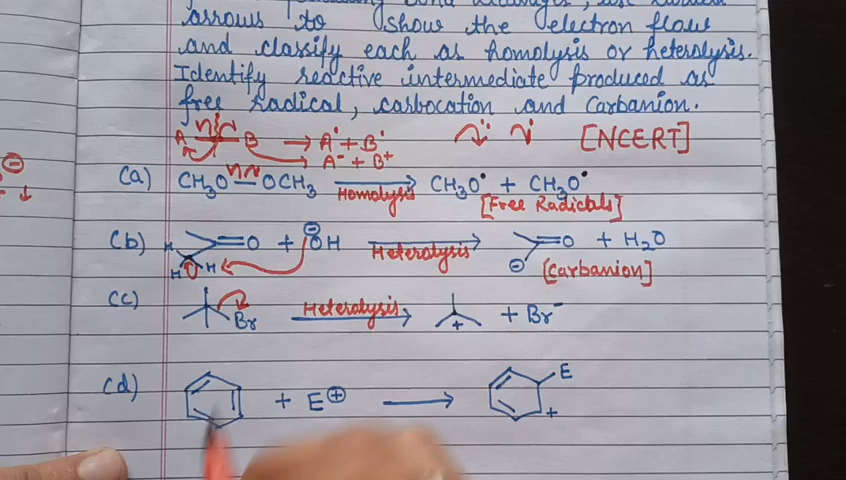 arrows to show the electron flow
and classify each as homolysis or heterolysis.
Identify reactive intermediate produced as
free radical, carbocation and Carbanion.
A B → A• + B• [NCERT]
A⁻ + B⁺
(a) CH₃O—OCH₃ Homolysis → CH₃O• + CH₃O•
[Free Radicals]
(b) =O + ⊖OH Heterolysis → =O + H₂O
H H H ⊖ [Carbanion]
(c) Br Heterolysis → + + Br⁻
(d) + E⊕ → E +